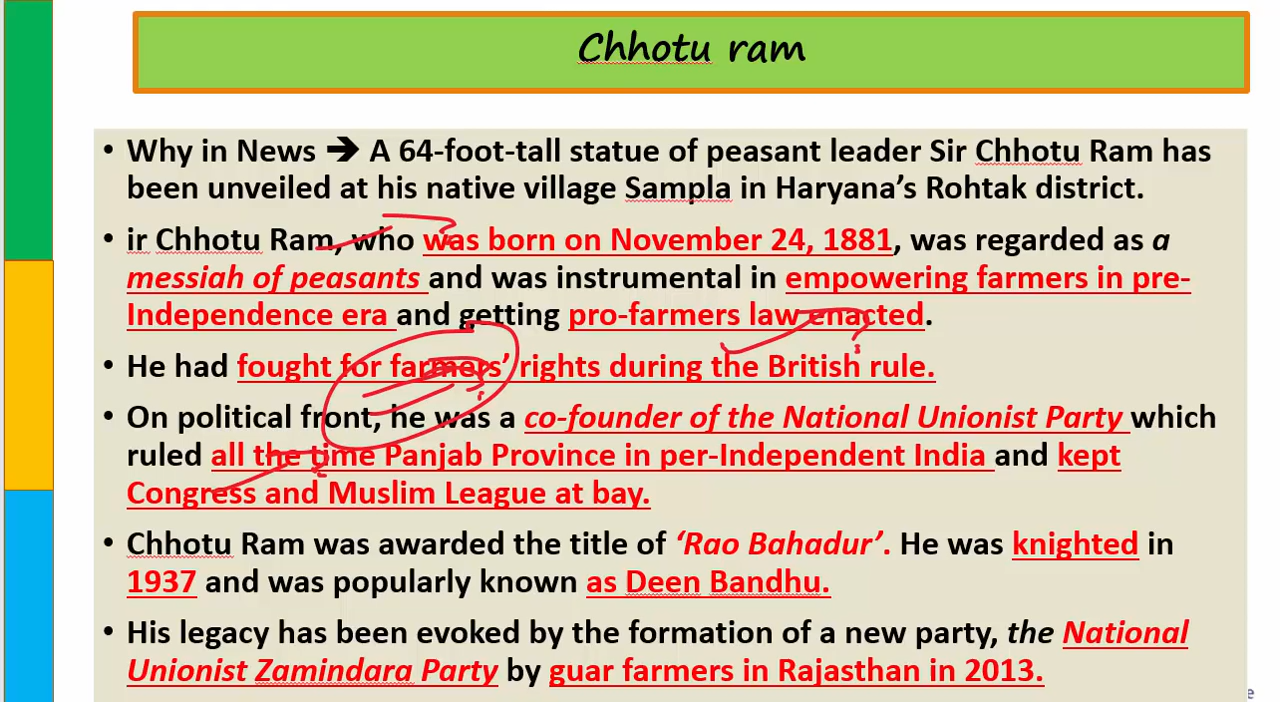 Chhotu ram
• Why in News ➔ A 64-foot-tall statue of peasant leader Sir Chhotu Ram has
been unveiled at his native village Sampla in Haryana’s Rohtak district.
• ir Chhotu Ram, who was born on November 24, 1881, was regarded as a
messiah of peasants and was instrumental in empowering farmers in pre-
Independence era and getting pro-farmers law enacted.
• He had fought for farmers’ rights during the British rule.
• On political front, he was a co-founder of the National Unionist Party which
ruled all the time Panjab Province in per-Independent India and kept
Congress and Muslim League at bay.
• Chhotu Ram was awarded the title of ‘Rao Bahadur’. He was knighted in
1937 and was popularly known as Deen Bandhu.
• His legacy has been evoked by the formation of a new party, the National
Unionist Zamindara Party by guar farmers in Rajasthan in 2013.